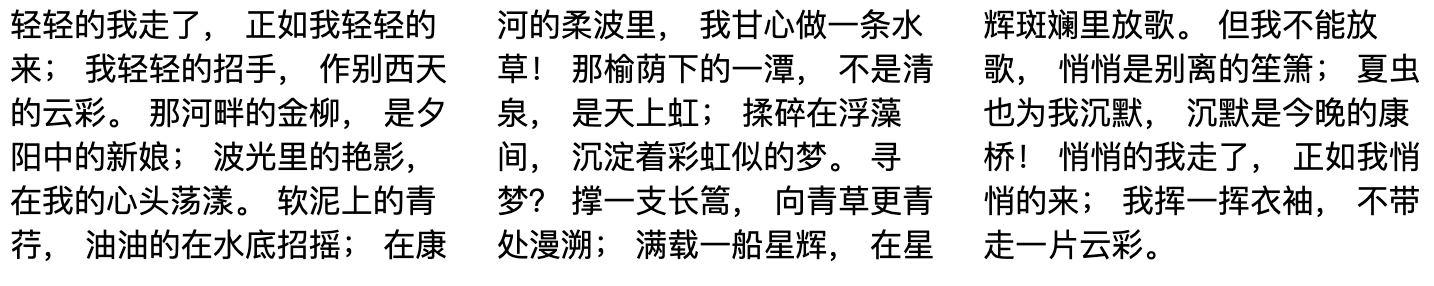 轻轻的我走了， 正如我轻轻的
来； 我轻轻的招手， 作别西天
的云彩。 那河畔的金柳， 是夕
阳中的新娘； 波光里的艳影，
在我的心头荡漾。 软泥上的青
荇， 油油的在水底招摇； 在康
河的柔波里， 我甘心做一条水
草！ 那榆荫下的一潭， 不是清
泉， 是天上虹； 揉碎在浮藻
间， 沉淀着彩虹似的梦。 寻
梦？ 撑一支长篙， 向青草更青
处漫溯； 满载一船星辉， 在星
辉斑斓里放歌。 但我不能放
歌， 悄悄是别离的笙箫； 夏虫
也为我沉默， 沉默是今晚的康
桥！ 悄悄的我走了， 正如我悄
悄的来； 我挥一挥衣袖， 不带
走一片云彩。